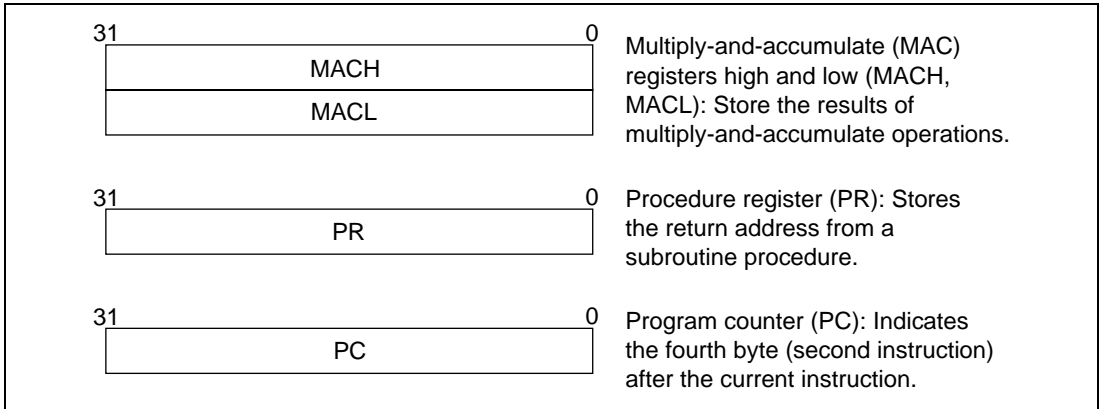 31 0
MACH
MACL
Multiply-and-accumulate (MAC)
registers high and low (MACH,
MACL): Store the results of
multiply-and-accumulate operations.
31 0
PR
Procedure register (PR): Stores
the return address from a
subroutine procedure.
31 0
PC
Program counter (PC): Indicates
the fourth byte (second instruction)
after the current instruction.